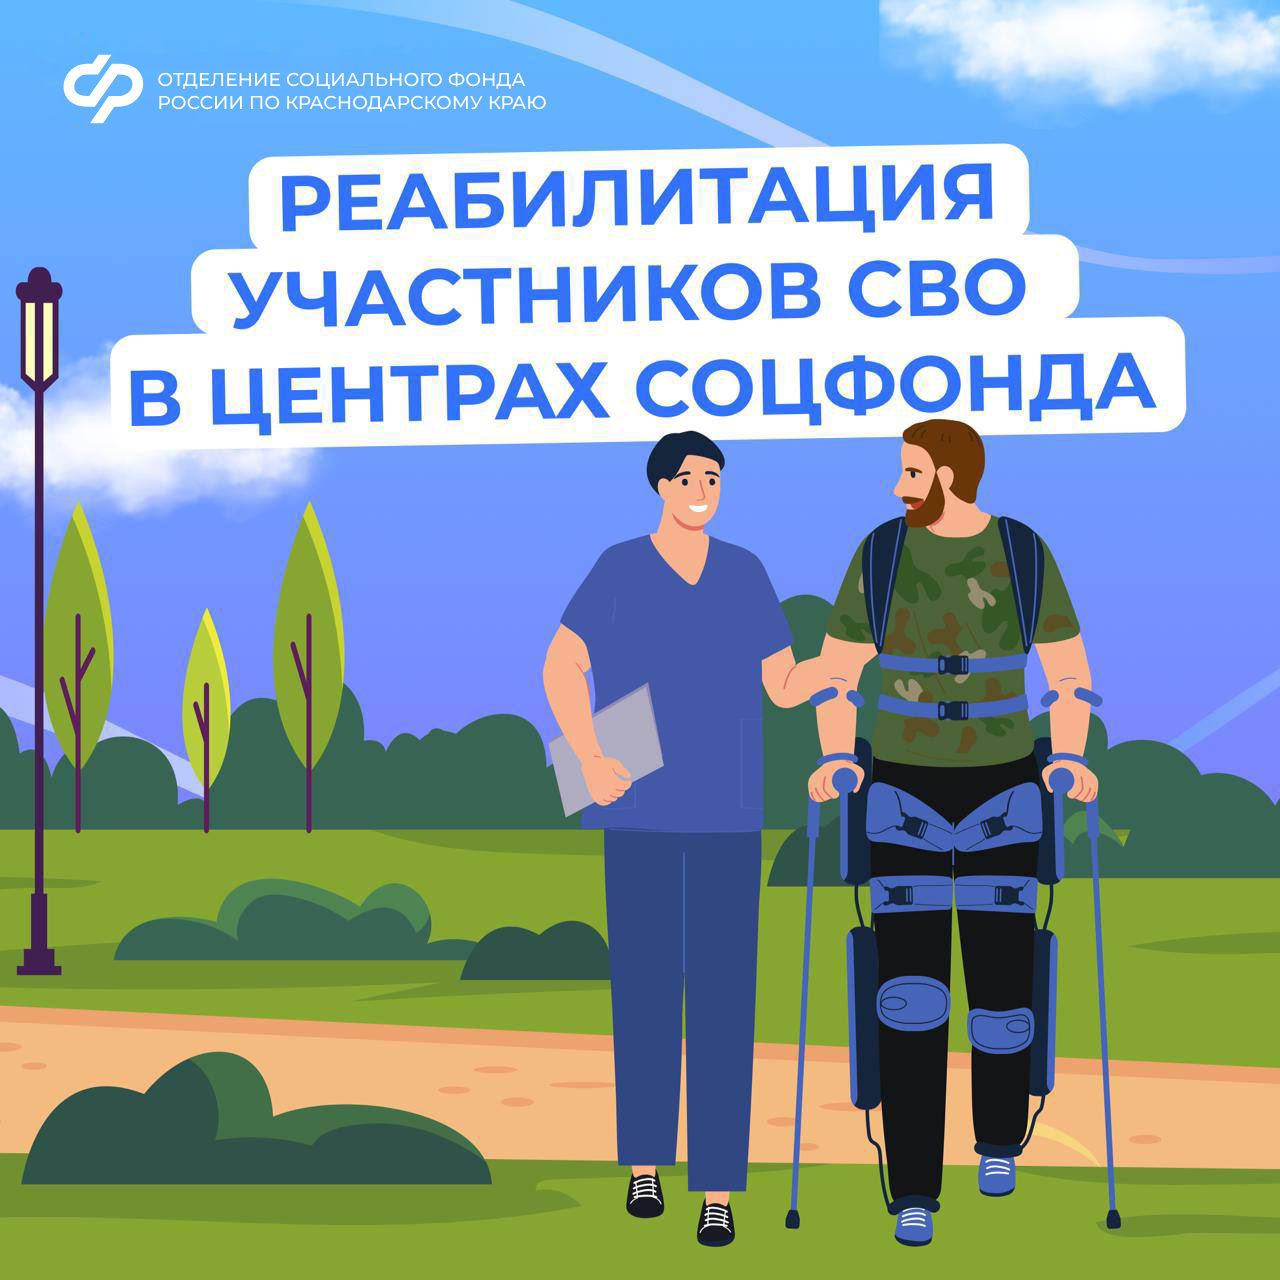 ОТДЕЛЕНИЕ СОЦИАЛЬНОГО ФОНДА
РОССИИ ПО КРАСНОДАРСКОМУ КРАЮ
РЕАБИЛИТАЦИЯ
УЧАСТНИКОВ СВО
В ЦЕНТРАХ СОЦФОНДА